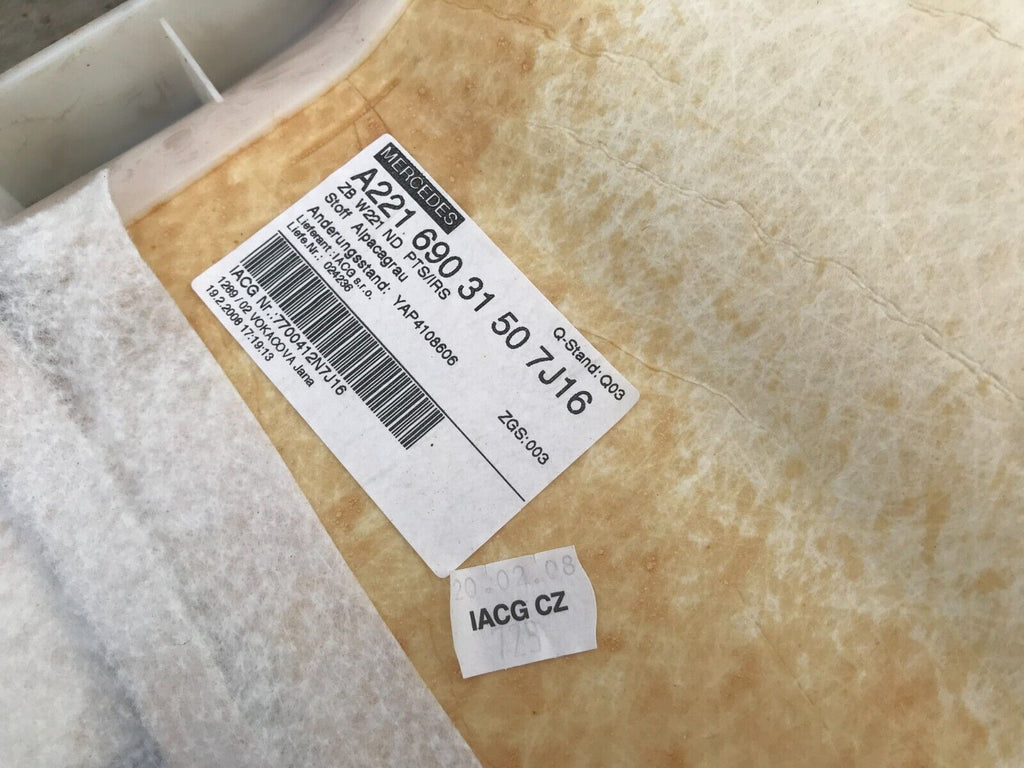 MERCEDES
A221 690 31 50 7J16
ZB W221 ND PTS/IRS
Q-Stand: Q03
Stoff Alpacagrau
Änderungsstand: YAP4108606
ZGS:003
Lieferant:IACG s.r.o.
Liefe.Nr.: 024236
IACG Nr.:7700412N7J16
1269 / 02 VOKACOVA Jana
19.2.2008 17:19:13
20.02.08
IACG CZ